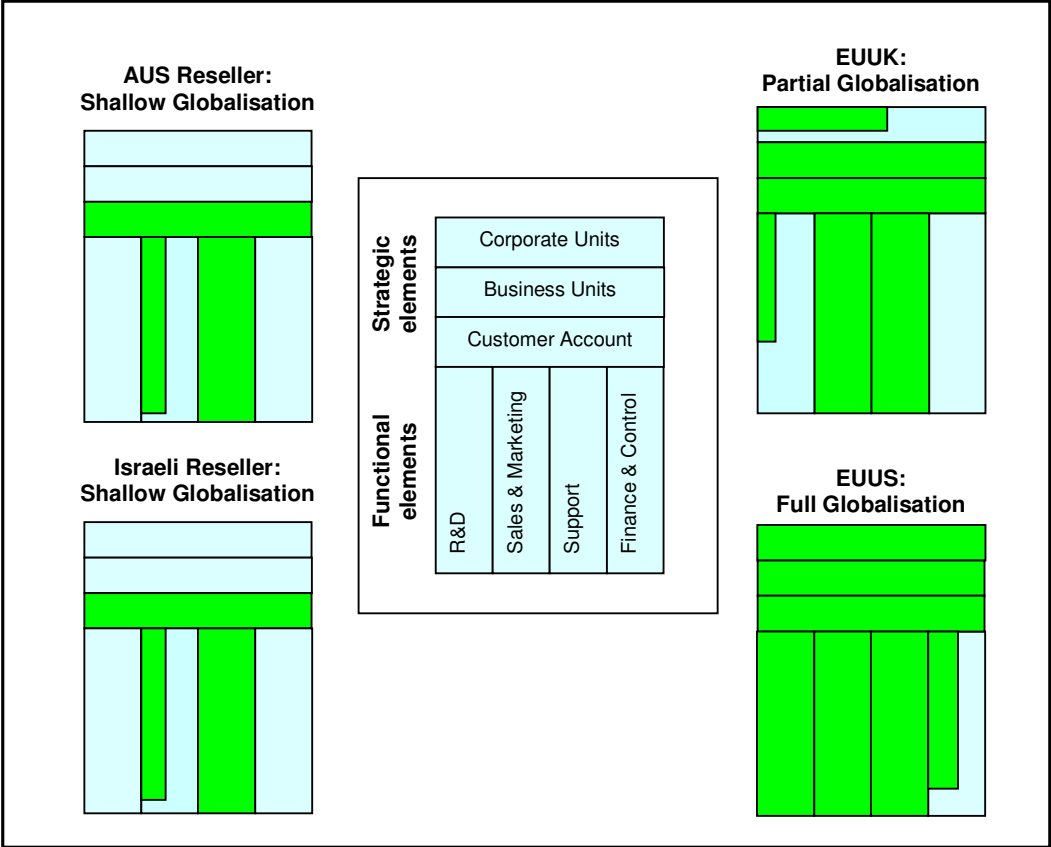 AUS Reseller:
Shallow Globalisation
EUUK:
Partial Globalisation
Strategic
elements
Corporate Units
Business Units
Customer Account
Functional
elements
R&D
Sales & Marketing
Support
Finance & Control
Israeli Reseller:
Shallow Globalisation
EUUS:
Full Globalisation